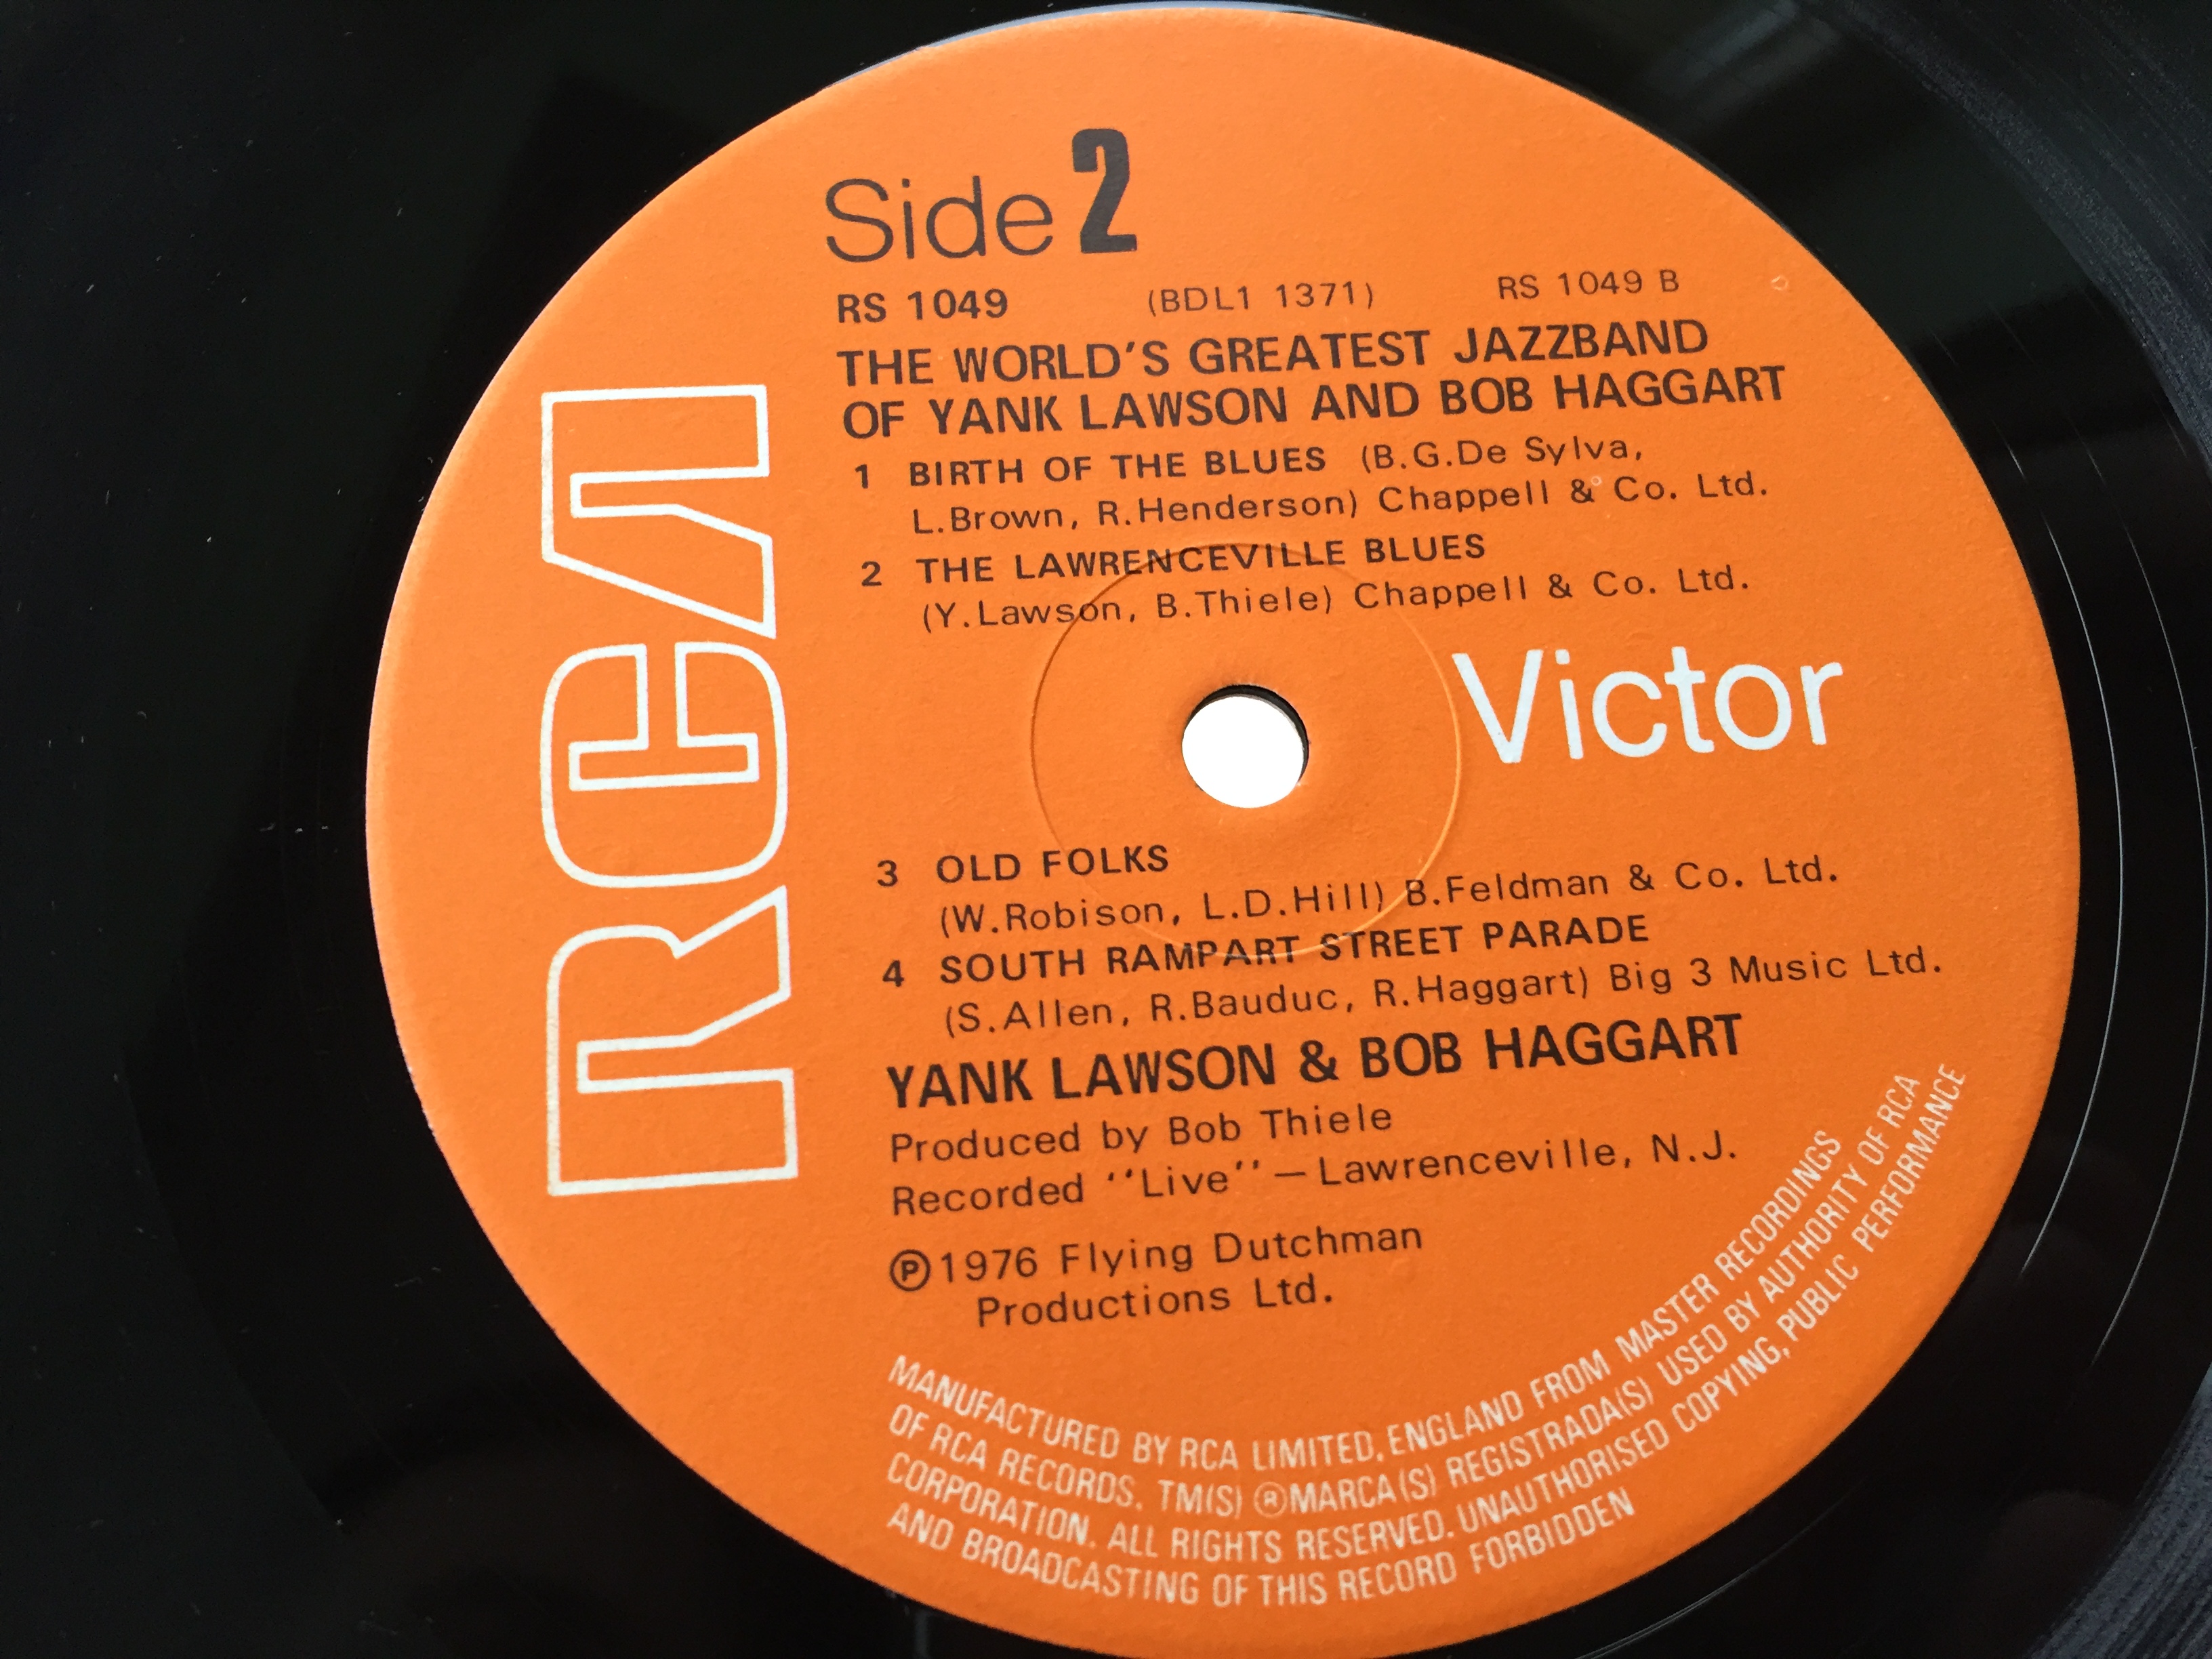 Side 2
RS 1049 (BDL1 1371) RS 1049 B
THE WORLD'S GREATEST JAZZBAND
OF YANK LAWSON AND BOB HAGGART
1 BIRTH OF THE BLUES (B.G.De Sylva,
L.Brown, R.Henderson) Chappell & Co. Ltd.
2 THE LAWRENCEVILLE BLUES
(Y.Lawson, B.Thiele) Chappell & Co. Ltd.
RCA
Victor
3 OLD FOLKS
(W.Robison, L.D.Hill) B.Feldman & Co. Ltd.
4 SOUTH RAMPART STREET PARADE
(S.Allen, R.Bauduc, R.Haggart) Big 3 Music Ltd.
YANK LAWSON & BOB HAGGART
Produced by Bob Thiele
Recorded ''Live'' — Lawrenceville, N.J.
℗1976 Flying Dutchman
Productions Ltd.
MANUFACTURED BY RCA LIMITED, ENGLAND FROM MASTER RECORDINGS
OF RCA RECORDS. TM(S) ®MARCA(S) REGISTRADA(S) USED BY AUTHORITY OF RCA
CORPORATION. ALL RIGHTS RESERVED. UNAUTHORISED COPYING, PUBLIC PERFORMANCE
AND BROADCASTING OF THIS RECORD FORBIDDEN